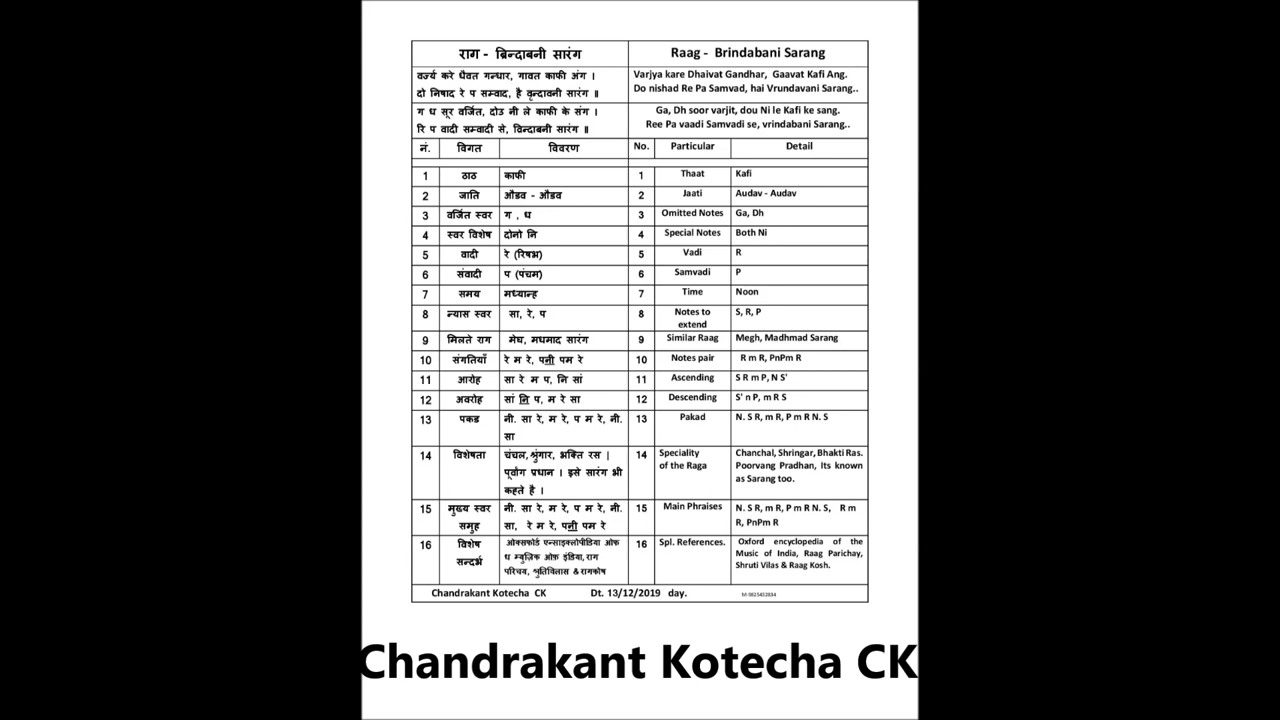 राग - ब्रिन्दाबनी सारंग
Raag - Brindabani Sarang
वर्ज्य करे धैवत गन्धार, गावत काफी अंग ।
दो निषाद रे प सम्वाद, है वृन्दावनी सारंग ॥
Varjya kare Dhaivat Gandhar, Gaavat Kafi Ang.
Do nishad Re Pa Samvad, hai Vrundavani Sarang..
ग ध सूर वर्जित, दोउ नी ले काफी के संग ।
रि प वादी सम्वादी से, विन्दाबनी सारंग ॥
Ga, Dh soor varjit, dou Ni le Kafi ke sang.
Ree Pa vaadi Samvadi se, vrindabani Sarang..
नं. विगत विवरण No. Particular Detail
1 ठाठ काफी 1 Thaat Kafi
2 जाति औडव - औडव 2 Jaati Audav - Audav
3 वर्जित स्वर ग , ध 3 Omitted Notes Ga, Dh
4 स्वर विशेष दोनो नि 4 Special Notes Both Ni
5 वादी रे (रिषभ) 5 Vadi R
6 संवादी प (पंचम) 6 Samvadi P
7 समय मध्यान्ह 7 Time Noon
8 न्यास स्वर सा, रे, प 8 Notes to S, R, P
extend
9 मिलते राग मेघ, मधमाद सारंग 9 Similar Raag Megh, Madhmad Sarang
10 संगतियाँ रे म रे, पनी पम रे 10 Notes pair R m R, PnPm R
11 आरोह सा रे म प, नि सां 11 Ascending S R m P, N S'
12 अवरोह सां नि प, म रे सा 12 Descending S' n P, m R S
13 पकड नी. सा रे, म रे, प म रे, नी. 13 Pakad N. S R, m R, P m R N. S
सा
14 विशेषता चंचल,श्रुंगार, भक्ति रस |
पूर्वांग प्रधान । इसे सारंग भी
कहते है ।
14 Speciality Chanchal, Shringar, Bhakti Ras.
of the Raga Poorvang Pradhan, Its known
as Sarang too.
15 मुख्य स्वर नी. सा रे, म रे, प म रे, नी.
समुह सा, रे म रे, पनी पम रे
15 Main Phraises N. S R, m R, P m R N. S, R m
R, PnPm R
16 विशेष ओक्सफोर्ड एन्साइक्लोपीडिया ओफ
सन्दर्भ ध म्युज़िक ओफ़ इंडिया, राग
परिचय, श्रुतिविलास & रागकोष
16 Spl. References. Oxford encyclopedia of the
Music of India, Raag Parichay,
Shruti Vilas & Raag Kosh.
Chandrakant Kotecha CK Dt. 13/12/2019 day. M-9825432834
Chandrakant Kotecha CK